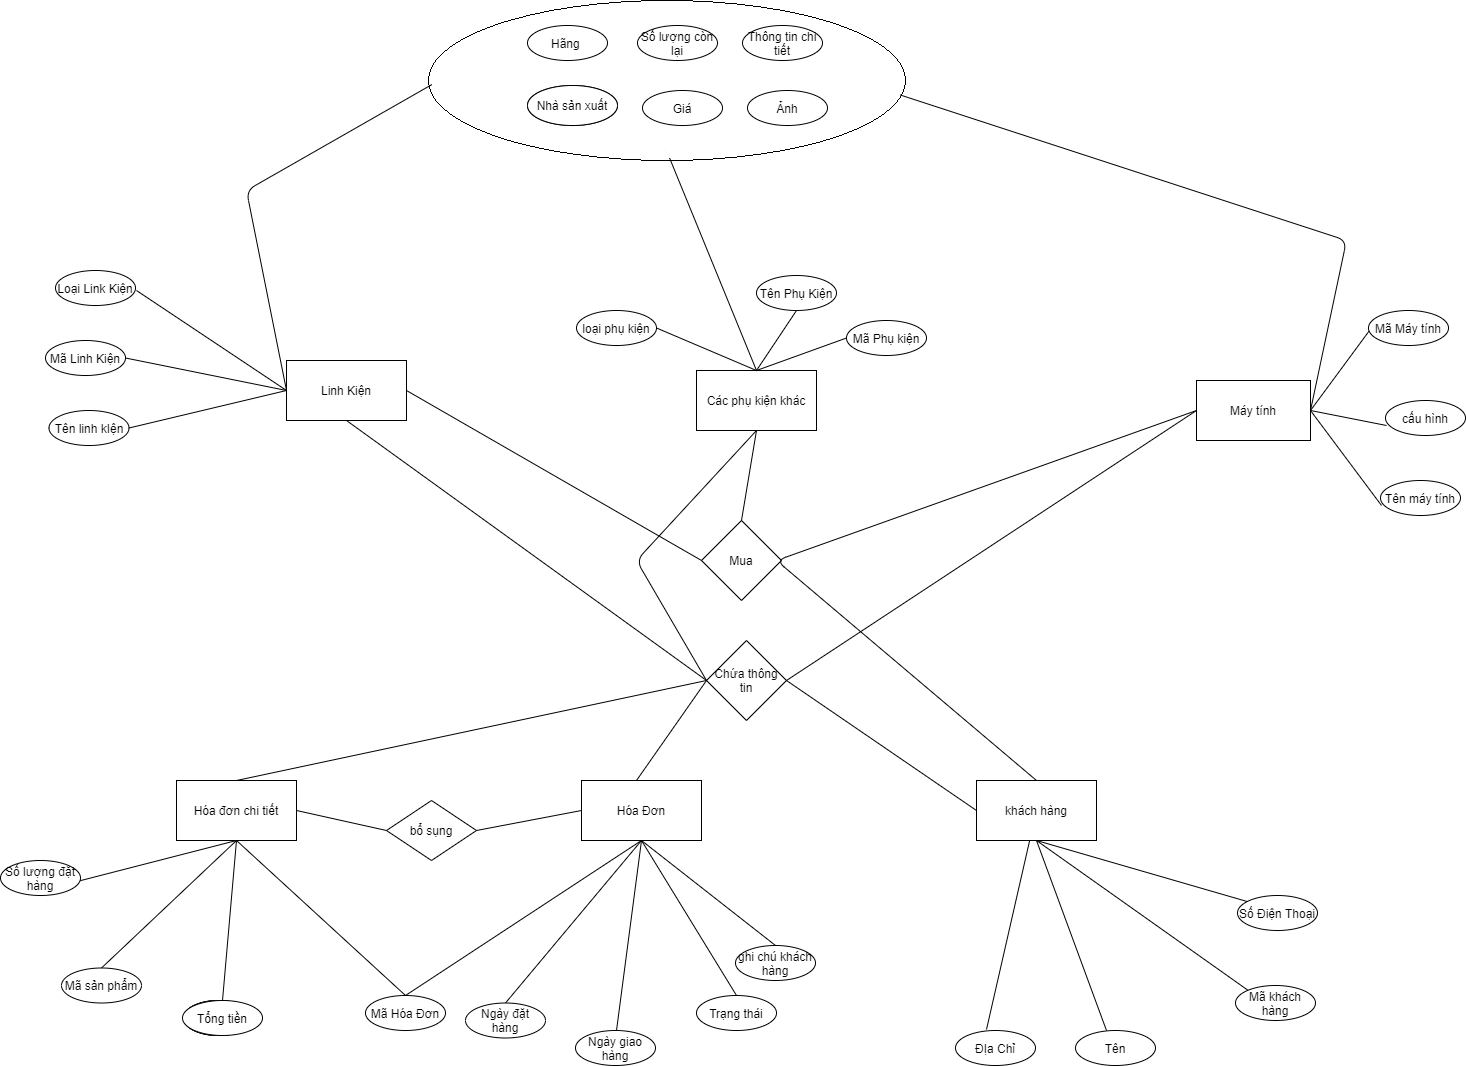 Hãng
Số lượng còn
lại
Thông tin chi
tiết
Nhà sản xuất
Giá
Ảnh
Loại Link Kiện
Tên Phụ Kiện
loại phụ kiện
Mã Phụ kiện
Mã Máy tính
Mã Linh Kiện
Linh Kiện
Các phụ kiện khác
Máy tính
cấu hình
Tên linh kiện
Tên máy tính
Mua
Chứa thông
tin
Hóa đơn chi tiết
bổ sụng
Hóa Đơn
khách hàng
Số lượng đặt
hàng
Số Điện Thoại
ghi chú khách
hàng
Mã sản phẩm
Tổng tiền
Mã Hóa Đơn
Ngày đặt
hàng
Trạng thái
Mã khách
hàng
Ngày giao
hàng
Địa Chỉ
Tên